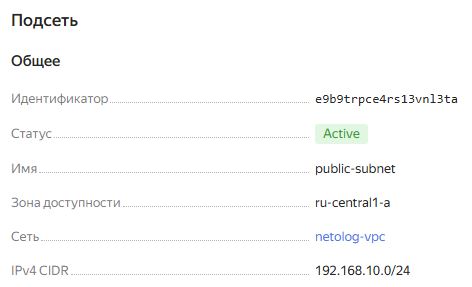 Подсеть
Общее
Идентификатор e9b9trpce4rs13vnl3ta
Статус Active
Имя public-subnet
Зона доступности ru-central1-a
Сеть netolog-vpc
IPv4 CIDR 192.168.10.0/24